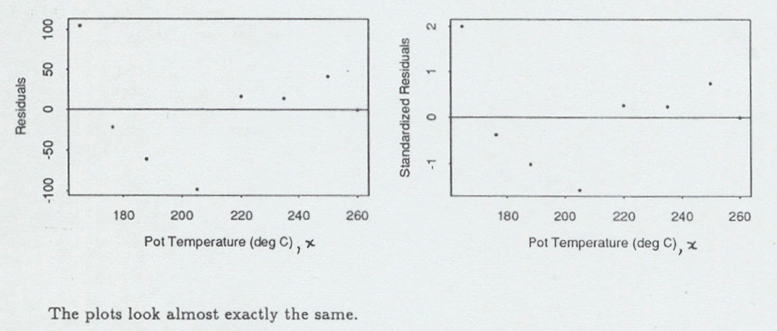 100
50
0
-50
-100
Residuals
180 200 220 240 260
Pot Temperature (deg C), x
2
1
0
-1
Standardized Residuals
180 200 220 240 260
Pot Temperature (deg C), x
The plots look almost exactly the same.